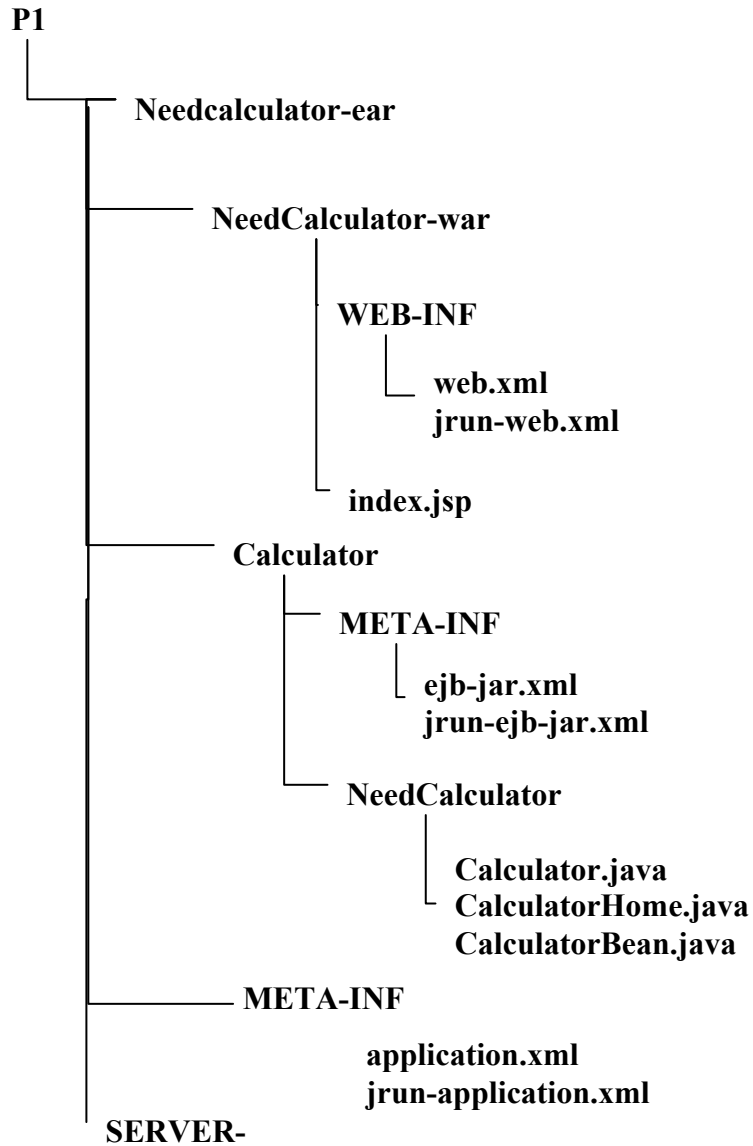 P1
Needcalculator-ear
NeedCalculator-war
WEB-INF
web.xml
jrun-web.xml
index.jsp
Calculator
META-INF
ejb-jar.xml
jrun-ejb-jar.xml
NeedCalculator
Calculator.java
CalculatorHome.java
CalculatorBean.java
META-INF
application.xml
jrun-application.xml
SERVER-